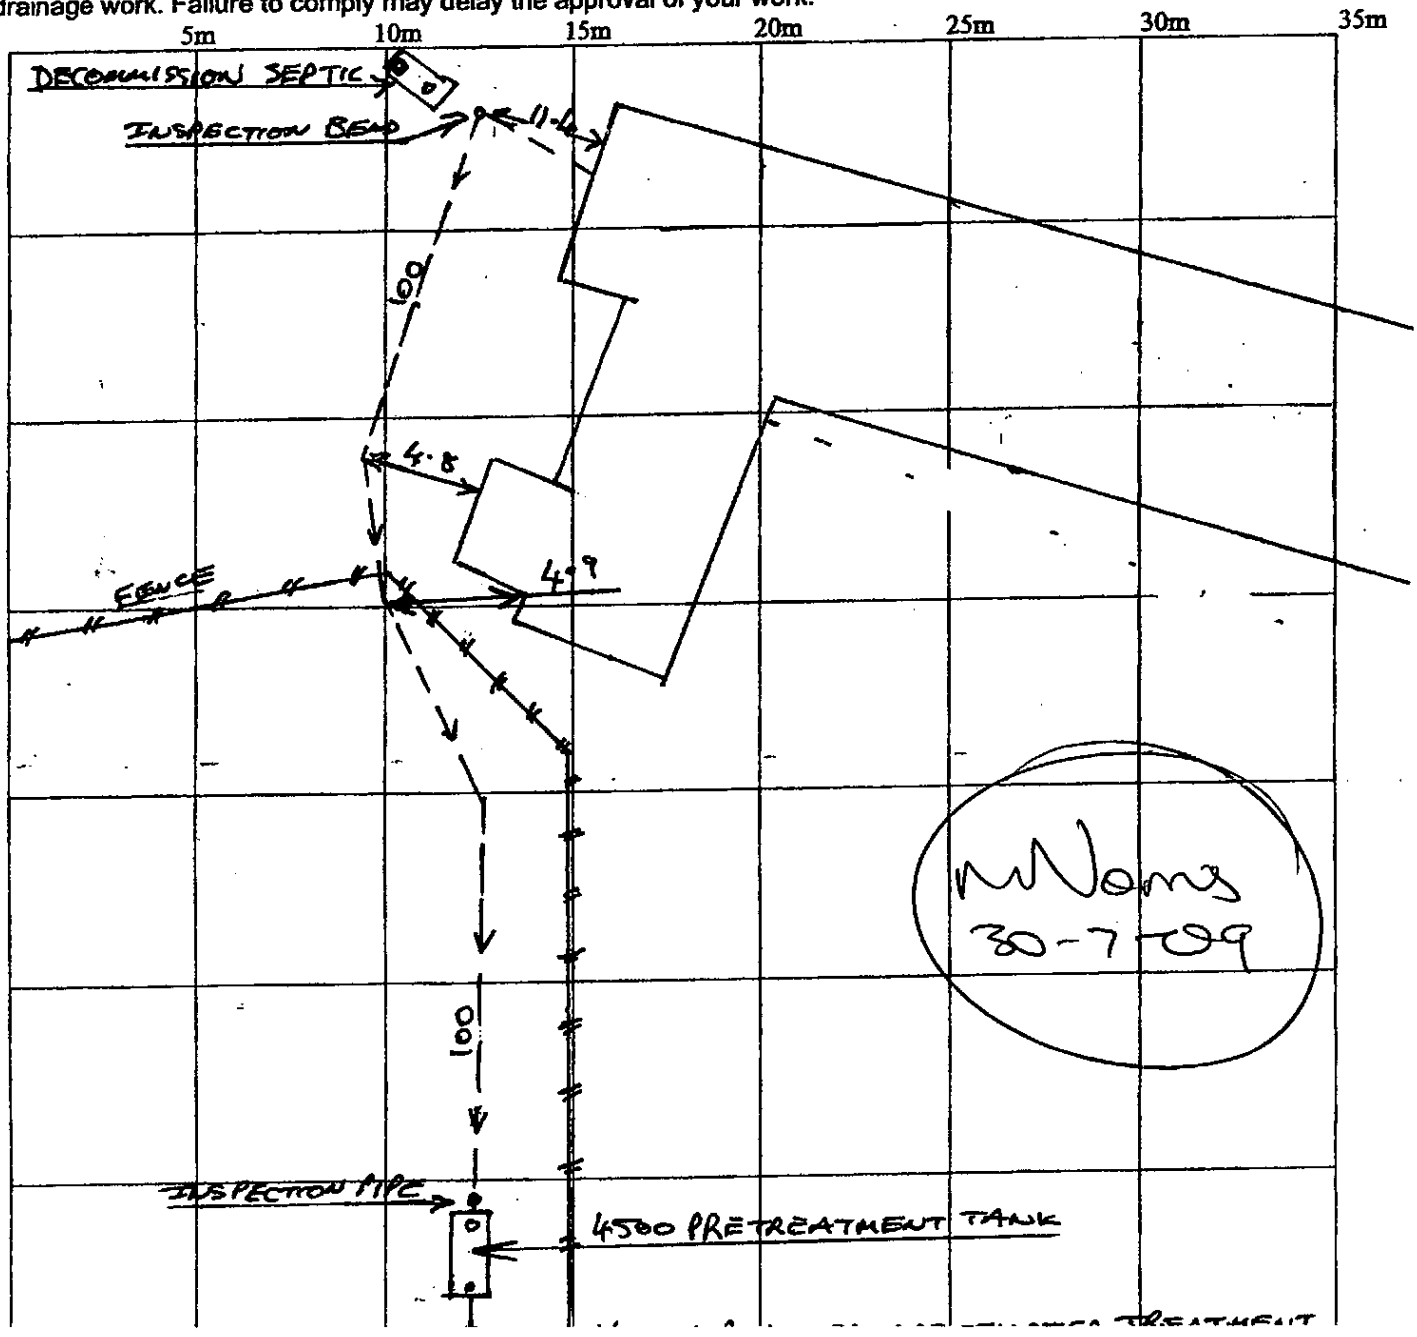 drainage work. Failure to comply may delay the approval of your work.
5m 10m 15m 20m 25m 30m 35m
DECOMMISSION SEPTIC
INSPECTION BEND
100
4.8
FENCE
4.9
30-7-09
100
INSPECTION PIPE
4500 PRETREATMENT TANK
TREATMENT